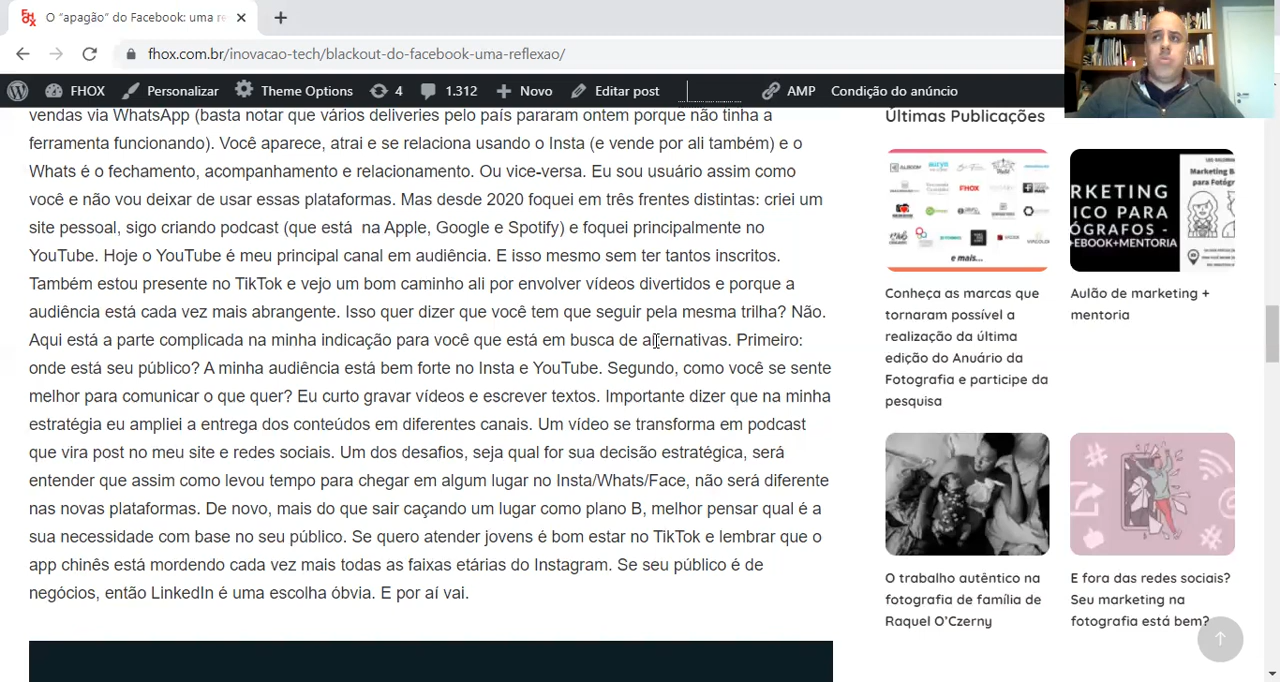 O “apagão” do Facebook: uma re
fhox.com.br/inovacao-tech/blackout-do-facebook-uma-reflexao/
FHOX Personalizar Theme Options 4 1.312 Novo Editar post AMP Condição do anúncio
vendas via WhatsApp (basta notar que vários deliveries pelo país pararam ontem porque não tinha a
ferramenta funcionando). Você aparece, atrai e se relaciona usando o Insta (e vende por ali também) e o
Whats é o fechamento, acompanhamento e relacionamento. Ou vice-versa. Eu sou usuário assim como
você e não vou deixar de usar essas plataformas. Mas desde 2020 foquei em três frentes distintas: criei um
site pessoal, sigo criando podcast (que está na Apple, Google e Spotify) e foquei principalmente no
YouTube. Hoje o YouTube é meu principal canal em audiência. E isso mesmo sem ter tantos inscritos.
Também estou presente no TikTok e vejo um bom caminho ali por envolver vídeos divertidos e porque a
audiência está cada vez mais abrangente. Isso quer dizer que você tem que seguir pela mesma trilha? Não.
Aqui está a parte complicada na minha indicação para você que está em busca de alternativas. Primeiro:
onde está seu público? A minha audiência está bem forte no Insta e YouTube. Segundo, como você se sente
melhor para comunicar o que quer? Eu curto gravar vídeos e escrever textos. Importante dizer que na minha
estratégia eu ampliei a entrega dos conteúdos em diferentes canais. Um vídeo se transforma em podcast
que vira post no meu site e redes sociais. Um dos desafios, seja qual for sua decisão estratégica, será
entender que assim como levou tempo para chegar em algum lugar no Insta/Whats/Face, não será diferente
nas novas plataformas. De novo, mais do que sair caçando um lugar como plano B, melhor pensar qual é a
sua necessidade com base no seu público. Se quero atender jovens é bom estar no TikTok e lembrar que o
app chinês está mordendo cada vez mais todas as faixas etárias do Instagram. Se seu público é de
negócios, então LinkedIn é uma escolha óbvia. E por aí vai.
Últimas Publicações
FHOX
e mais...
Conheça as marcas que
tornaram possível a
realização da última
edição do Anuário da
Fotografia e participe da
pesquisa
RKETING
ICO PARA
ÓGRAFOS -
+EBOOK+MENTORIA
Marketing B
para Fotógr
Aulão de marketing +
mentoria
O trabalho autêntico na
fotografia de família de
Raquel O’Czerny
E fora das redes sociais?
Seu marketing na
fotografia está bem?